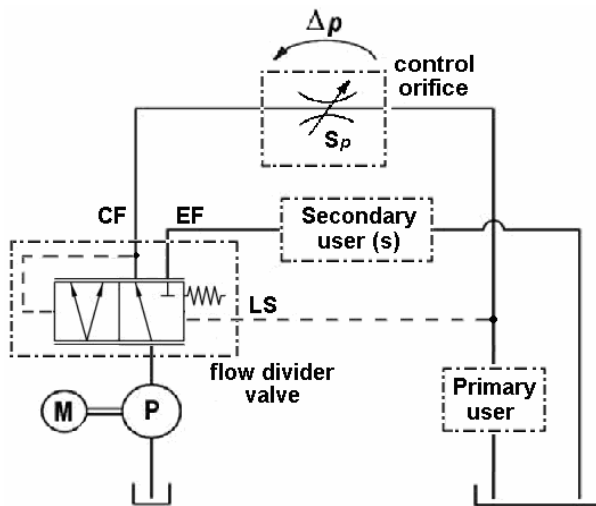 Δp
control
orifice
Sp
CF
EF
Secondary
user (s)
LS
flow divider
valve
Primary
user
M
P